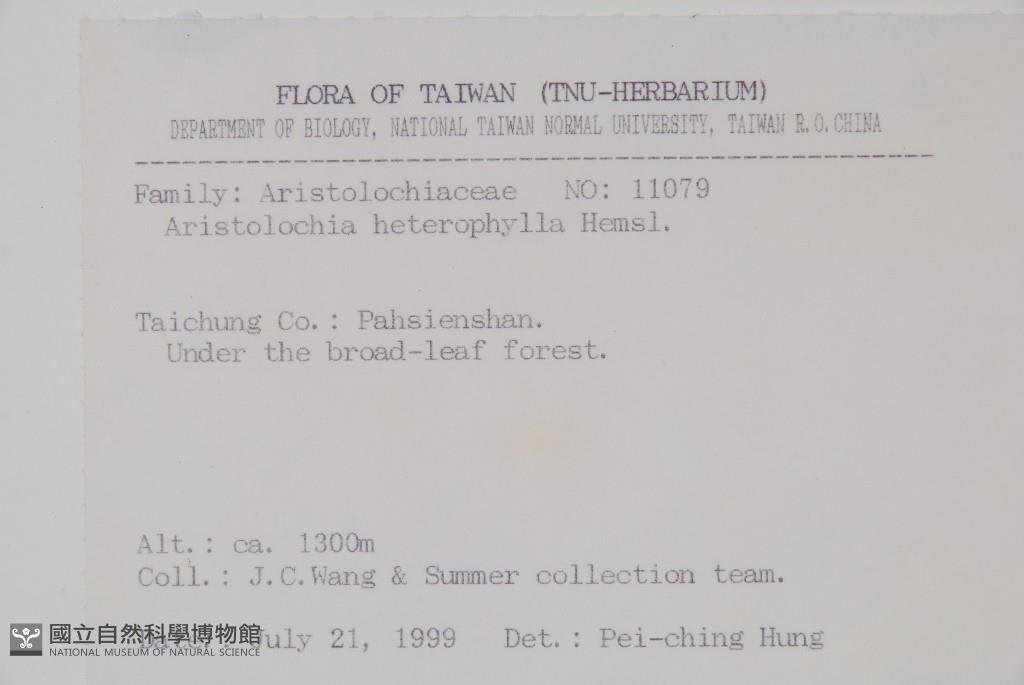 FLORA OF TAIWAN (TNU-HERBARIUM)
DEPARTMENT OF BIOLOGY, NATIONAL TAIWAN NORMAL UNIVERSITY, TAIWAN R.O.CHINA
Family: Aristolochiaceae NO: 11079
Aristolochia heterophylla Hemsl.
Taichung Co.: Pahsienshan.
Under the broad-leaf forest.
Alt.: ca. 1300m
Coll.: J.C.Wang & Summer collection team.
Date.: July 21, 1999 Det.: Pei-ching Hung
國立自然科學博物館
NATIONAL MUSEUM OF NATURAL SCIENCE